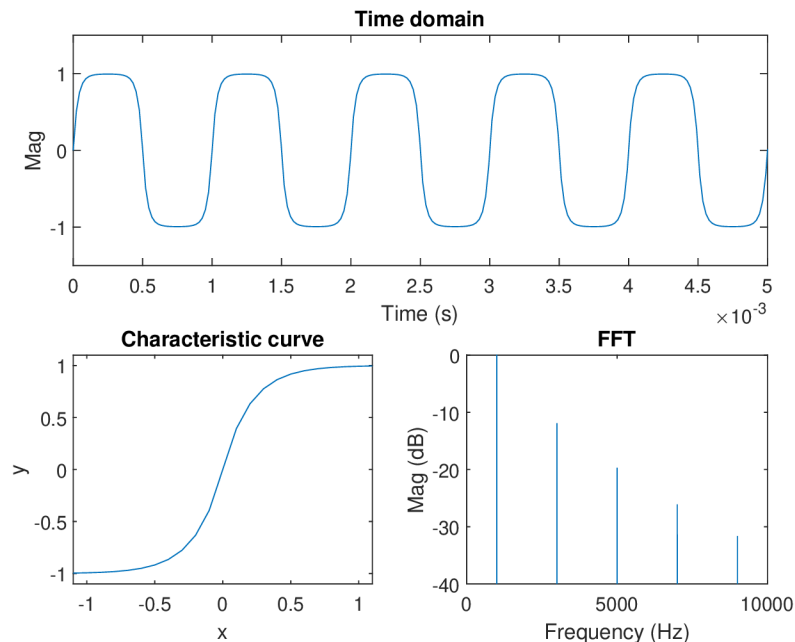 Time domain
1
0
-1
Mag
0 0.5 1 1.5 2 2.5 3 3.5 4 4.5 5
Time (s)
×10⁻³
Characteristic curve
1
0.5
0
-0.5
-1
y
-1 -0.5 0 0.5 1
x
FFT
0
-10
-20
-30
-40
Mag (dB)
0 5000 10000
Frequency (Hz)